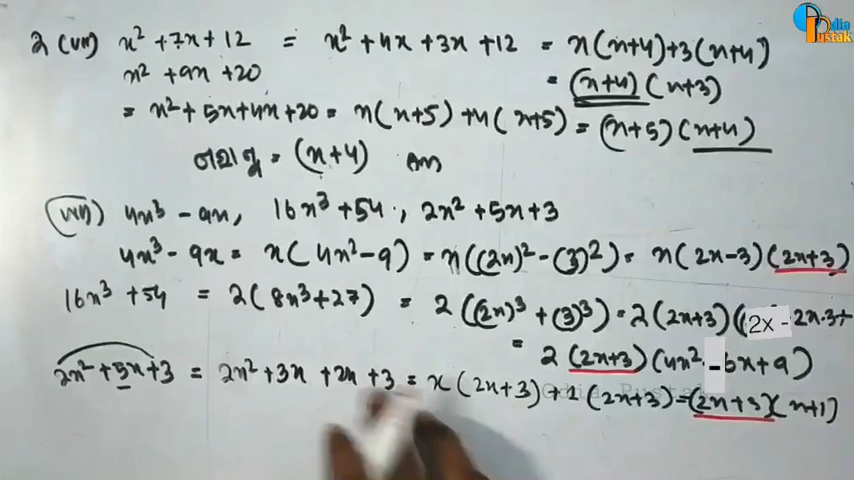 Odia Pustak
2 (vii) x² + 7x + 12 = x² + 4x + 3x + 12 = x(x+4)+3(x+4)
x² + 9x + 20 = (x+4)(x+3)
= x² + 5x + 4x + 20 = x(x+5) + 4(x+5) = (x+5)(x+4)
= (x+4) Ans
(viii) 4x³ - 9x, 16x³ + 54, 2x² + 5x + 3
4x³ - 9x = x(4x² - 9) = x((2x)² - (3)²) = x(2x-3)(2x+3)
16x³ + 54 = 2(8x³ + 27) = 2((2x)³ + (3)³) = 2(2x+3)( 2x - 2x·3+
= 2(2x+3)(4x² - 6x + 9)
2x² + 5x + 3 = 2x² + 3x + 2x + 3 = x(2x+3) + 1(2x+3) = (2x+3)(x+1)